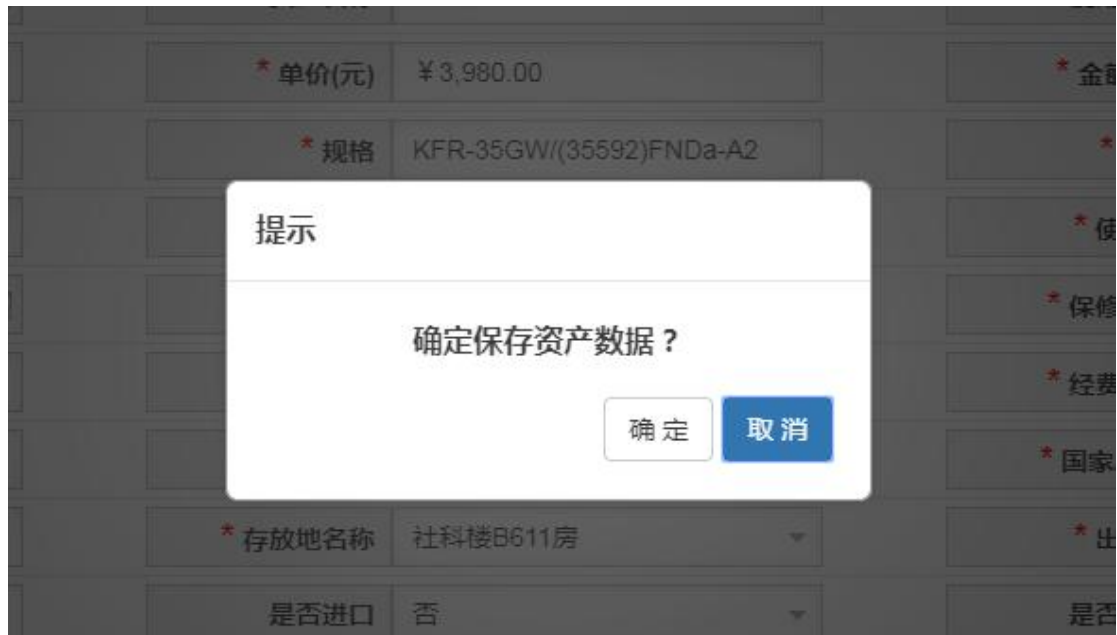 * 单价(元) ￥3,980.00 * 金
* 规格 KFR-35GW/(35592)FNDa-A2 *
提示
* 使
确定保存资产数据？
* 保修
* 经费
确 定 取 消
* 国家
* 存放地名称 社科楼B611房 * 出
是否进口 否 是否